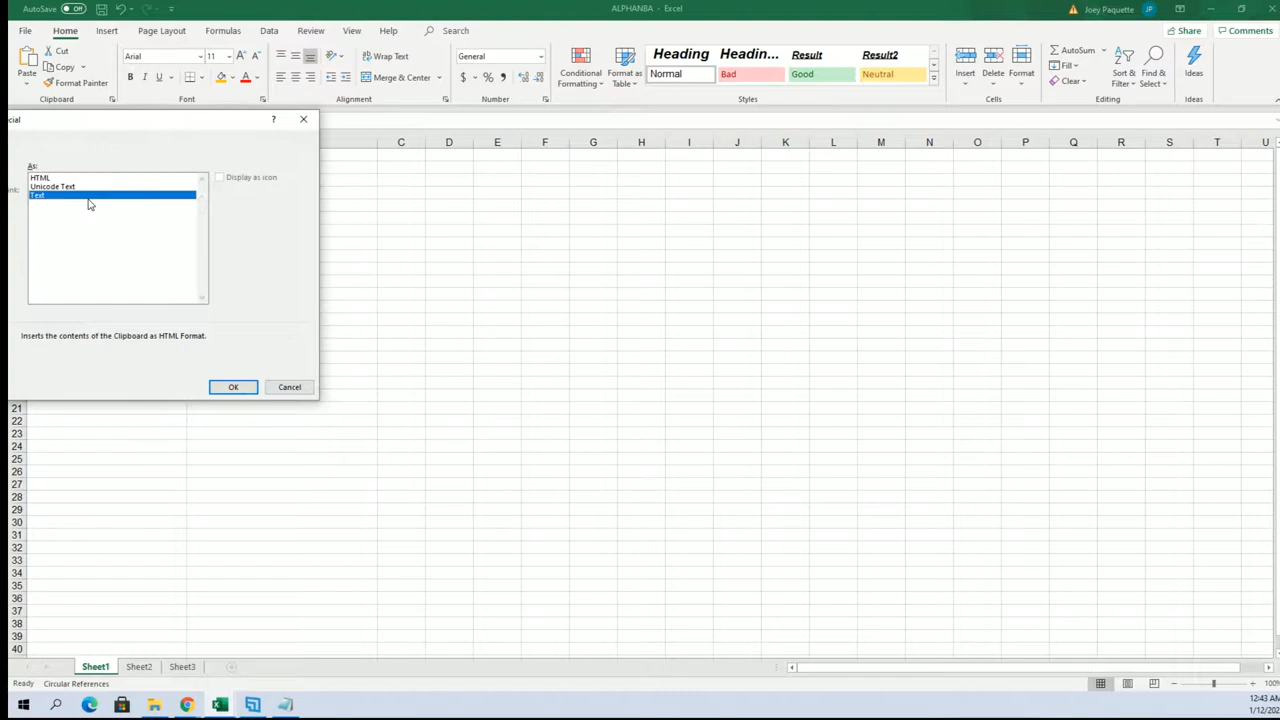 AutoSave Off ALPHANBA - Excel Joey Paquette JP
File Home Insert Page Layout Formulas Data Review View Help Search Share Comments
Paste Cut Copy Format Painter Clipboard
Arial 11 A A B I U A Font
Wrap Text Merge & Center Alignment
General $ % Number
Conditional Formatting Format as Table
Heading Headin... Result Result2
Normal Bad Good Neutral
Styles
Insert Delete Format Cells
AutoSum Fill Clear Sort & Filter Find & Select Editing
Ideas Ideas
C D E F G H I J K L M N O P Q R S T U
ecial ?
As:
HTML
Unicode Text
Text
ink:
Display as icon
Inserts the contents of the Clipboard as HTML Format.
OK Cancel
21
22
23
24
25
26
27
28
29
30
31
32
33
34
35
36
37
38
39
40
Sheet1 Sheet2 Sheet3
Ready Circular References 100%
12:43 AM
1/12/202